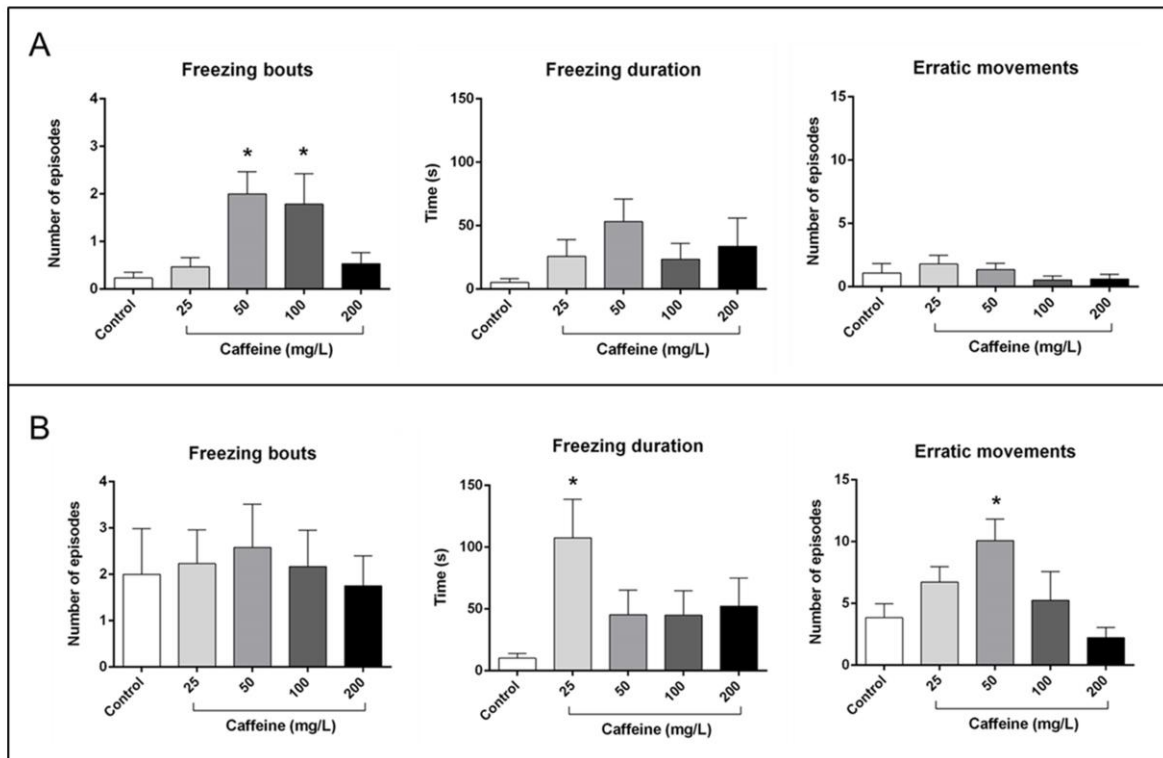 A
Freezing bouts
Number of episodes
4
3
2
1
0
*
*
Control
25
50
100
200
Caffeine (mg/L)
Freezing duration
Time (s)
150
100
50
0
Control
25
50
100
200
Caffeine (mg/L)
Erratic movements
Number of episodes
15
10
5
0
Control
25
50
100
200
Caffeine (mg/L)
B
Freezing bouts
Number of episodes
4
3
2
1
0
Control
25
50
100
200
Caffeine (mg/L)
Freezing duration
Time (s)
150
100
50
0
*
Control
25
50
100
200
Caffeine (mg/L)
Erratic movements
Number of episodes
15
10
5
0
*
Control
25
50
100
200
Caffeine (mg/L)